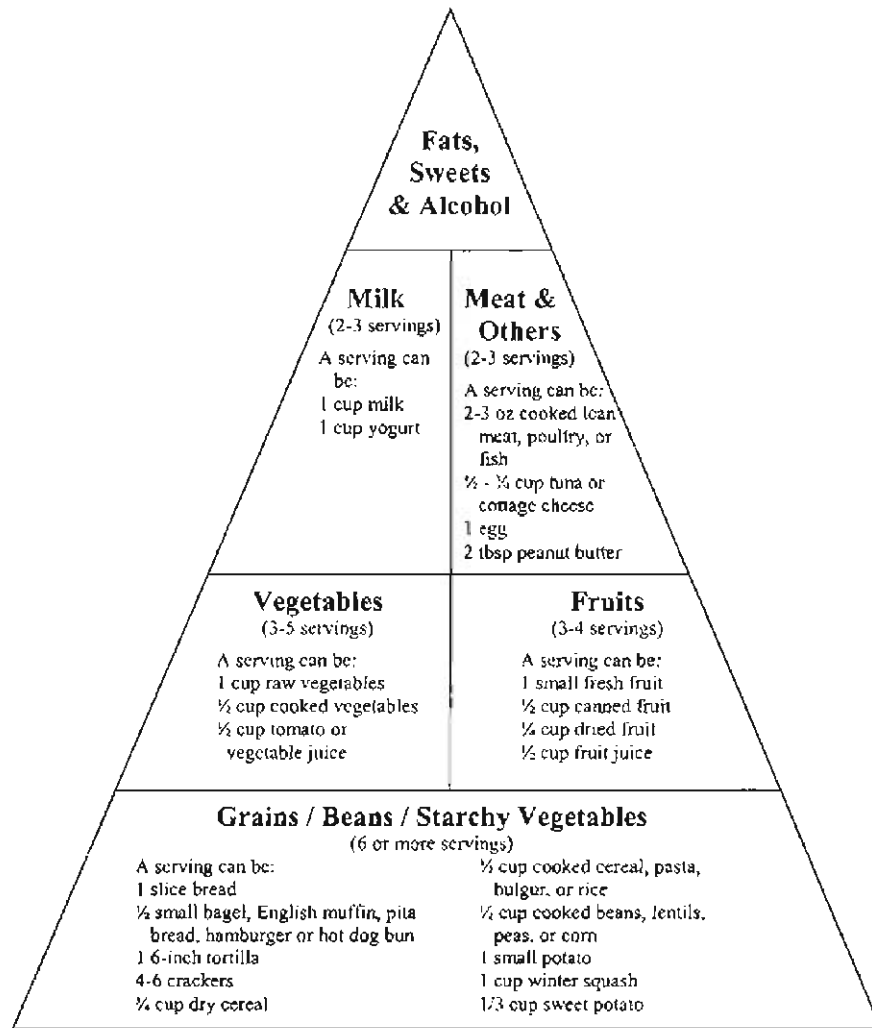 Fats,
Sweets
& Alcohol
Milk
(2-3 servings)
A serving can
be:
1 cup milk
1 cup yogurt
Meat &
Others
(2-3 servings)
A serving can be:
2-3 oz cooked lean
meat, poultry, or
fish
cup tuna or
cottage cheese
1 egg
2 tbsp peanut butter
Vegetables
(3-5 servings)
A serving can be:
1 cup raw vegetables
½ cup cooked vegetables
½ cup tomato or
vegetable juice
Fruits
(3-4 servings)
A serving can be:
1 small fresh fruit
½ cup canned fruit
¼ cup dried fruit
½ cup fruit juice
Grains / Beans / Starchy Vegetables
(6 or more servings)
A serving can be:
1 slice bread
½ small bagel, English muffin, pita
bread, hamburger or hot dog bun
1 6-inch tortilla
4-6 crackers
¾ cup dry cereal
½ cup cooked cereal, pasta,
bulgur, or rice
½ cup cooked beans, lentils,
peas, or corn
1 small potato
1 cup winter squash
1/3 cup sweet potato